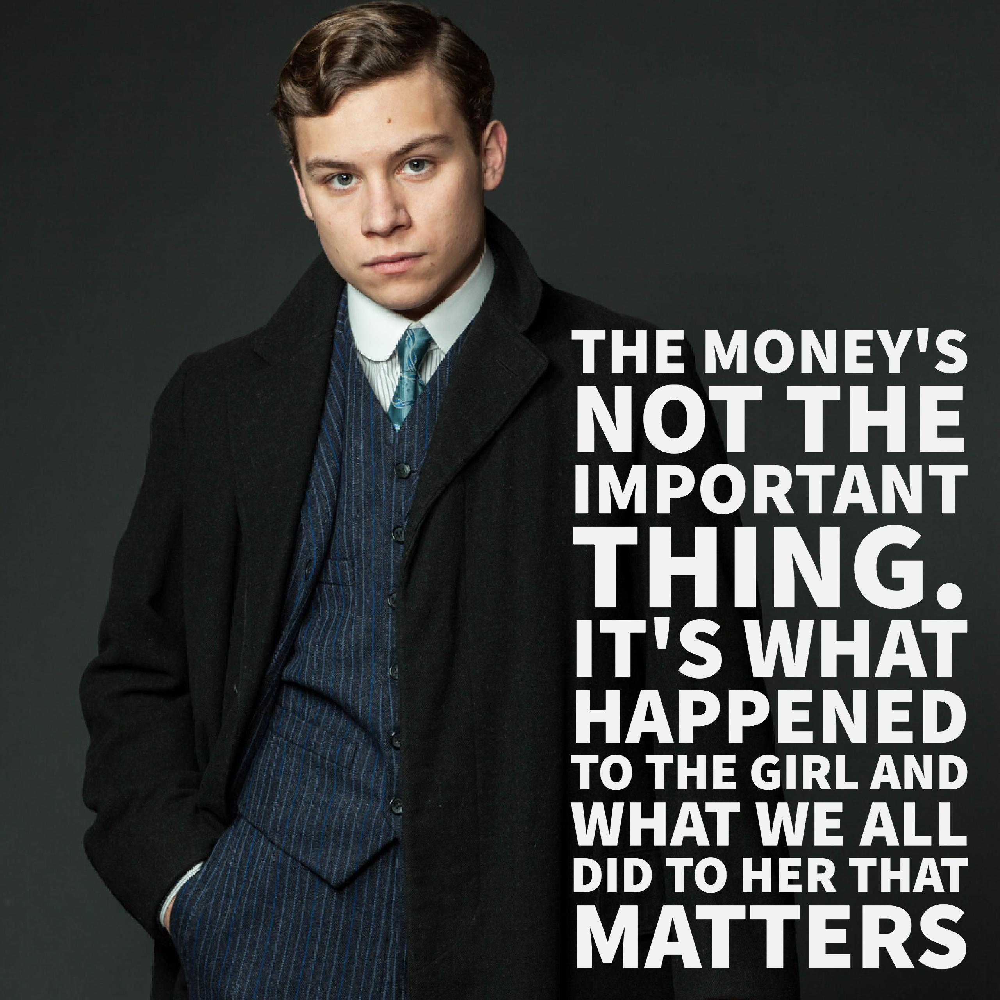 THE MONEY'S
NOT THE
IMPORTANT
THING.
IT'S WHAT
HAPPENED
TO THE GIRL AND
WHAT WE ALL
DID TO HER THAT
MATTERS